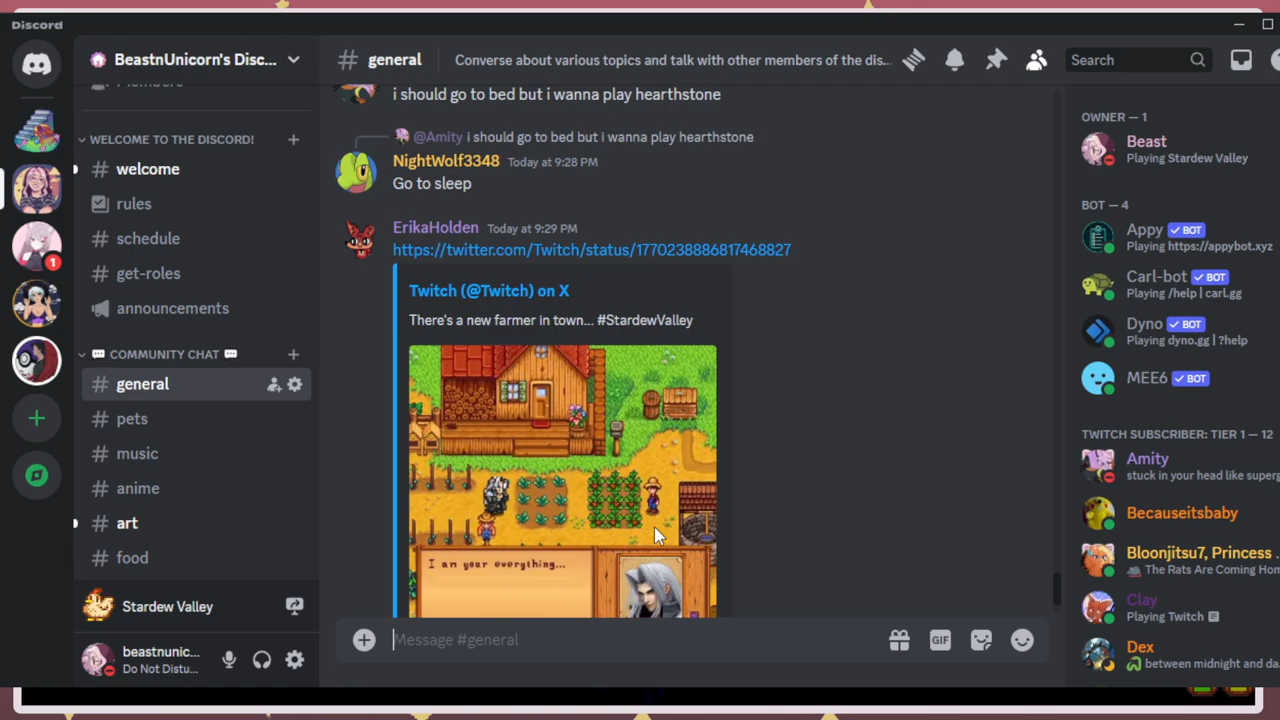 Discord
BeastnUnicorn's Disc...
Members
WELCOME TO THE DISCORD!
welcome
rules
schedule
get-roles
announcements
COMMUNITY CHAT
# general
# pets
# music
# anime
# art
# food
Stardew Valley
beastnunic...
Do Not Distu...
1
# general
Converse about various topics and talk with other members of the dis...
Search
i should go to bed but i wanna play hearthstone
@Amity i should go to bed but i wanna play hearthstone
NightWolf3348 Today at 9:28 PM
Go to sleep
ErikaHolden Today at 9:29 PM
https://twitter.com/Twitch/status/1770238886817468827
Twitch (@Twitch) on X
There's a new farmer in town... #StardewValley
I am your everything...
Message #general
GIF
OWNER — 1
Beast
Playing Stardew Valley
BOT — 4
Appy ✓ BOT
Playing https://appybot.xyz
Carl-bot ✓ BOT
Playing /help | carl.gg
Dyno ✓ BOT
Playing dyno.gg | ?help
MEE6 ✓ BOT
TWITCH SUBSCRIBER: TIER 1 — 12
Amity
stuck in your head like superg
Becauseitsbaby
Bloonjitsu7, Princess
The Rats Are Coming Hom
Clay
Playing Twitch
Dex
between midnight and da